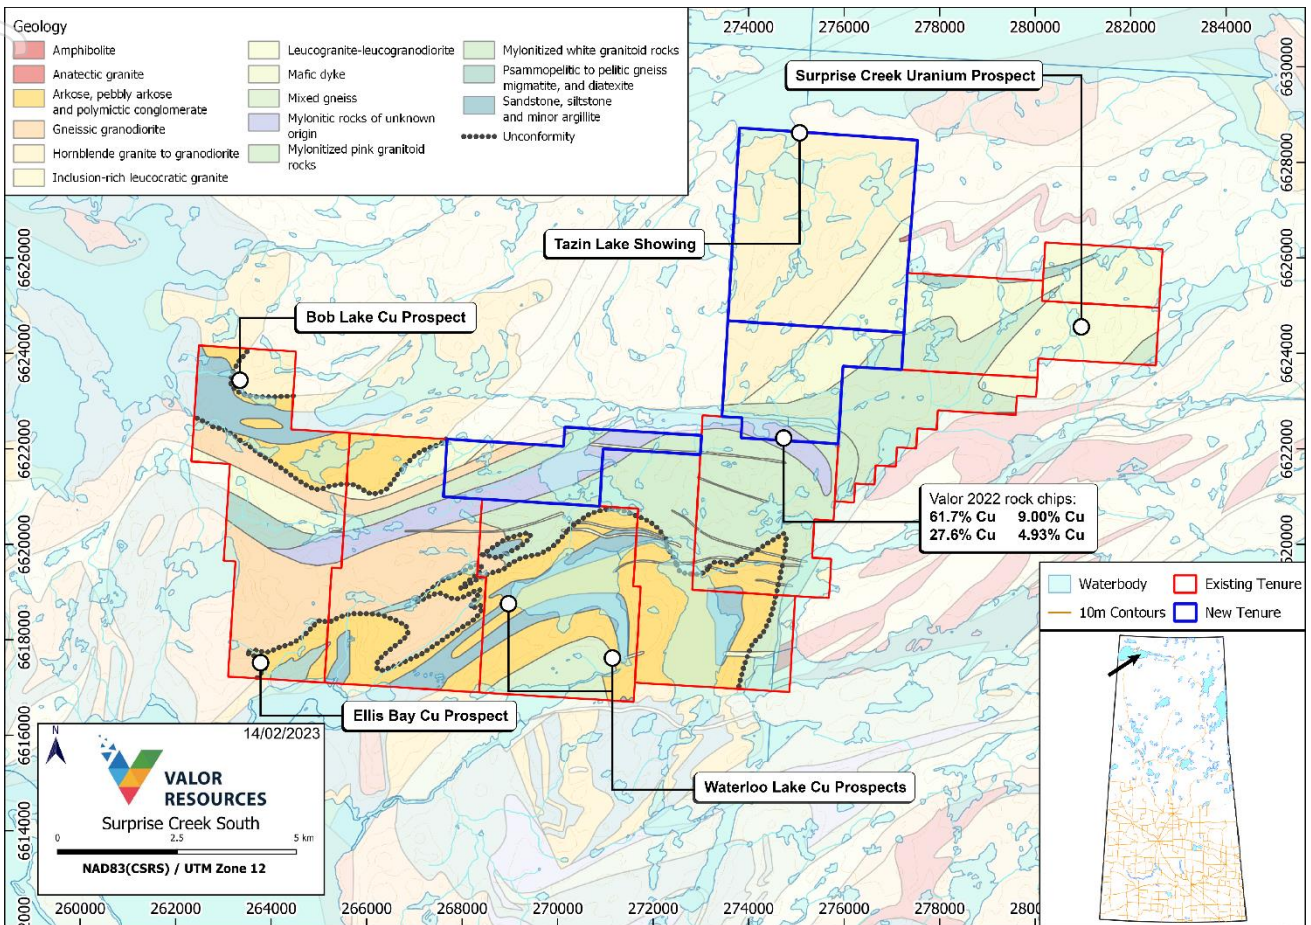 Geology
Amphibolite
Anatectic granite
Arkose, pebbly arkose
and polymictic conglomerate
Gneissic granodiorite
Hornblende granite to granodiorite
Inclusion-rich leucocratic granite
Leucogranite-leucogranodiorite
Mafic dyke
Mixed gneiss
Mylonitic rocks of unknown
origin
Mylonitized pink granitoid
rocks
Mylonitized white granitoid rocks
Psammopelitic to pelitic gneiss
migmatite, and diatexite
Sandstone, siltstone
and minor argillite
Unconformity
274000 276000 278000 280000 282000 284000
Surprise Creek Uranium Prospect
Tazin Lake Showing
Bob Lake Cu Prospect
Valor 2022 rock chips:
61.7% Cu 9.00% Cu
27.6% Cu 4.93% Cu
Ellis Bay Cu Prospect
Waterloo Lake Cu Prospects
6626000
6624000
6622000
6620000
6618000
6616000
6614000
6630000
6628000
6626000
6624000
6622000
6620000
Waterbody
Existing Tenure
10m Contours
New Tenure
N
14/02/2023
VALOR
RESOURCES
Surprise Creek South
0 2.5 5 km
NAD83(CSRS) / UTM Zone 12
260000 262000 264000 266000 268000 270000 272000 274000 276000 278000